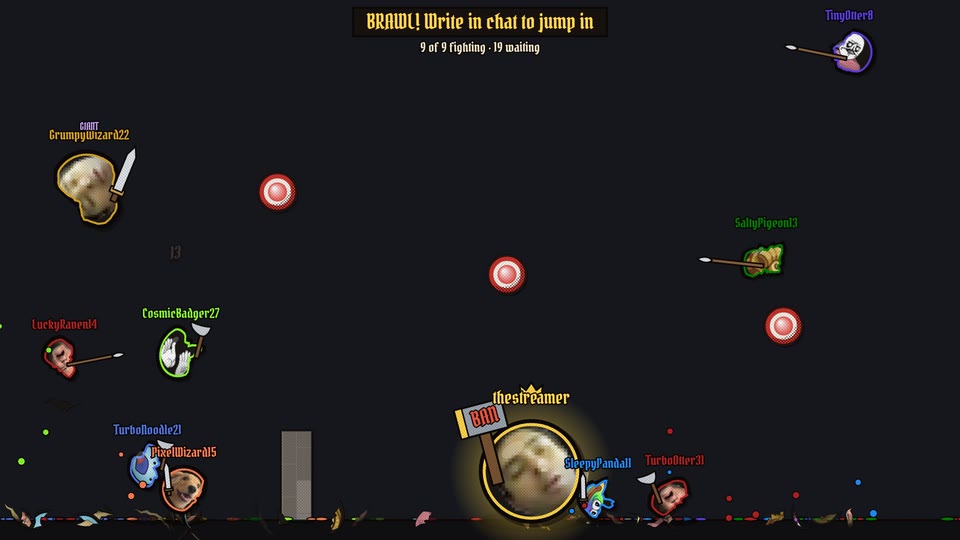 BRAWL! Write in chat to jump in
9 of 9 fighting · 19 waiting
TinyOtter8
GIANT
GrumpyWizard22
SaltyPigeon13
13
CosmicBadger27
LuckyRaven14
thestreamer
BAN
TurboNoodle21
PixelWizard15
SleepyPanda11
TurboOtter31